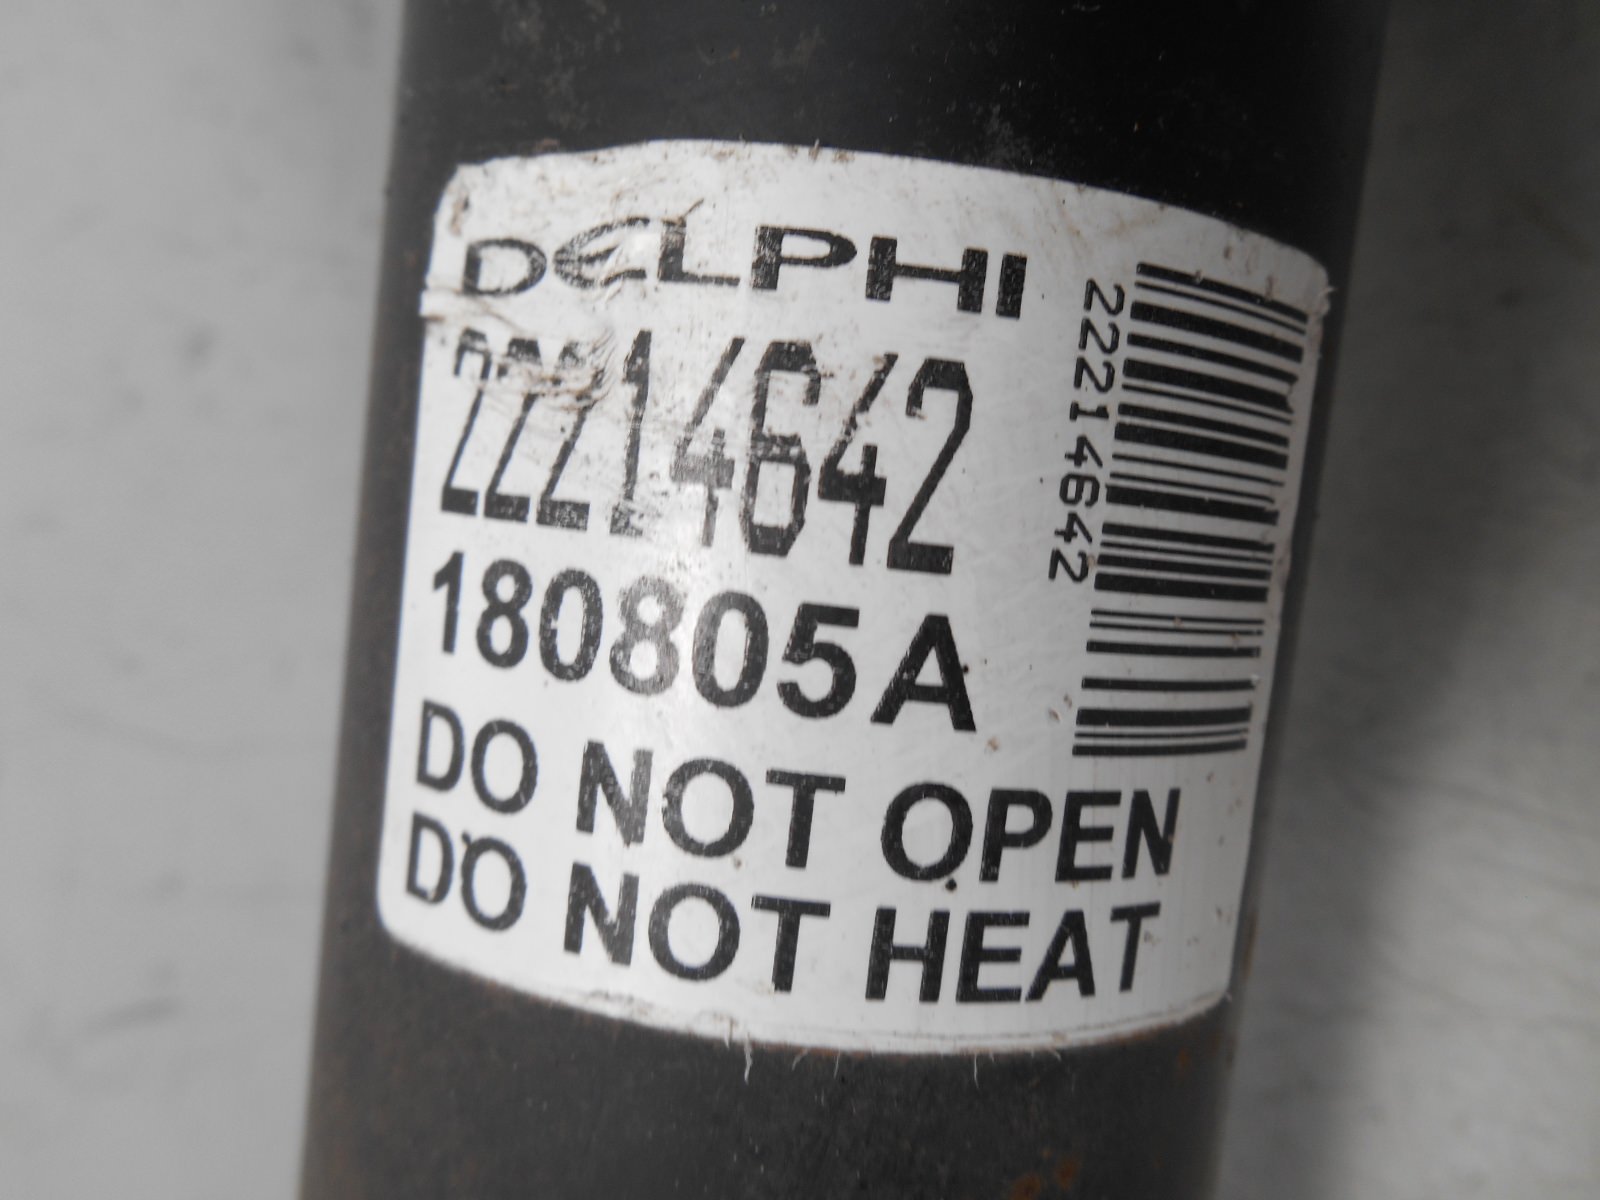 DELPHI
22214642
22214642
180805A
DO NOT OPEN
DO NOT HEAT